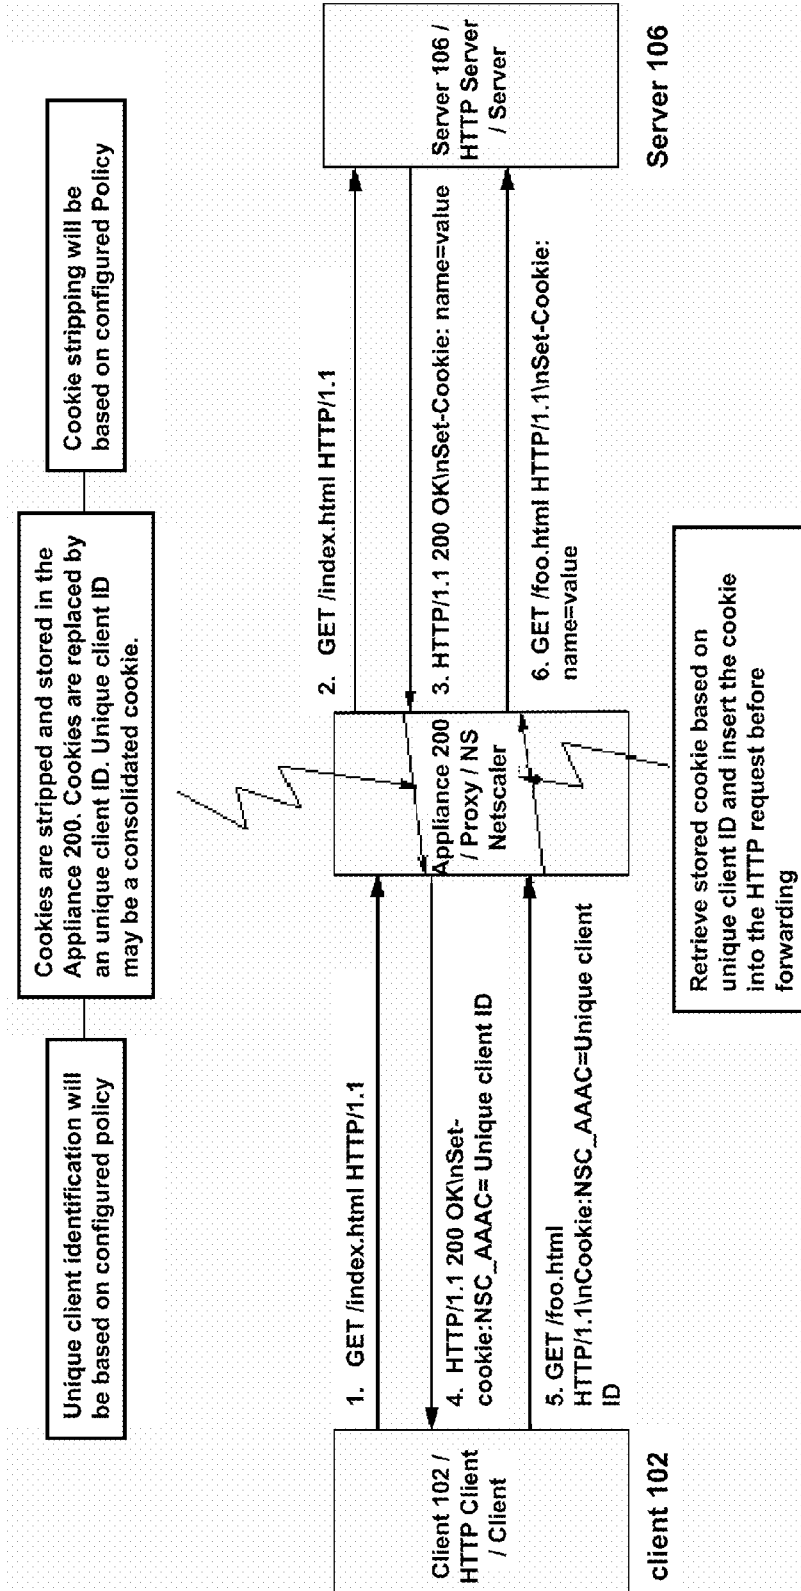 Unique client identification will
be based on configured policy
Cookies are stripped and stored in the
Appliance 200. Cookies are replaced by
an unique client ID. Unique client ID
may be a consolidated cookie.
Cookie stripping will be
based on configured Policy
Client 102 /
HTTP Client
/ Client
client 102
1. GET /index.html HTTP/1.1
4. HTTP/1.1 200 OK\nSet-
cookie:NSC_AAAC= Unique client ID
5. GET /foo.html
HTTP/1.1\nCookie:NSC_AAAC=Unique client
ID
Appliance 200
/ Proxy / NS
Netscaler
2. GET /index.html HTTP/1.1
3. HTTP/1.1 200 OK\nSet-Cookie: name=value
6. GET /foo.html HTTP/1.1\nSet-Cookie:
name=value
Server 106 /
HTTP Server
/ Server
Server 106
Retrieve stored cookie based on
unique client ID and insert the cookie
into the HTTP request before
forwarding